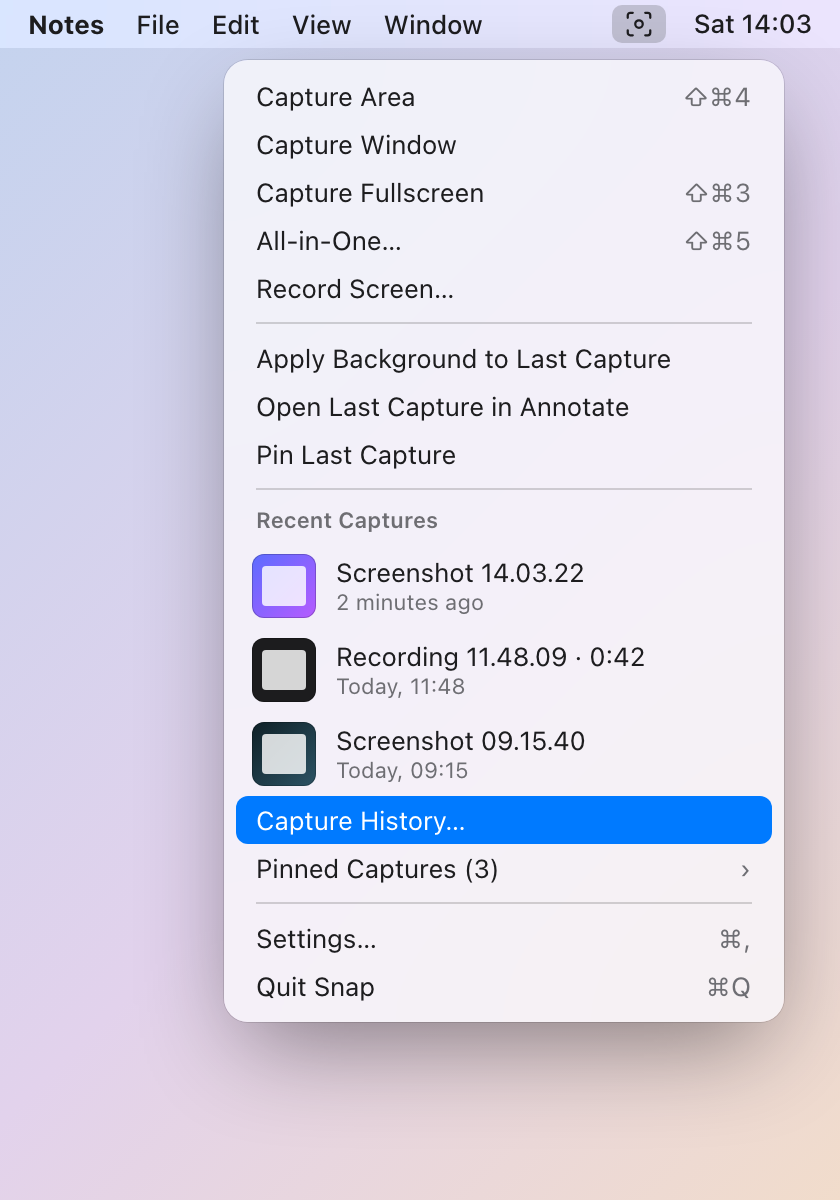 Notes File Edit View Window Sat 14:03
Capture Area ⇧⌘4
Capture Window
Capture Fullscreen ⇧⌘3
All-in-One… ⇧⌘5
Record Screen…
Apply Background to Last Capture
Open Last Capture in Annotate
Pin Last Capture
Recent Captures
Screenshot 14.03.22
2 minutes ago
Recording 11.48.09 · 0:42
Today, 11:48
Screenshot 09.15.40
Today, 09:15
Capture History…
Pinned Captures (3) ›
Settings… ⌘,
Quit Snap ⌘Q